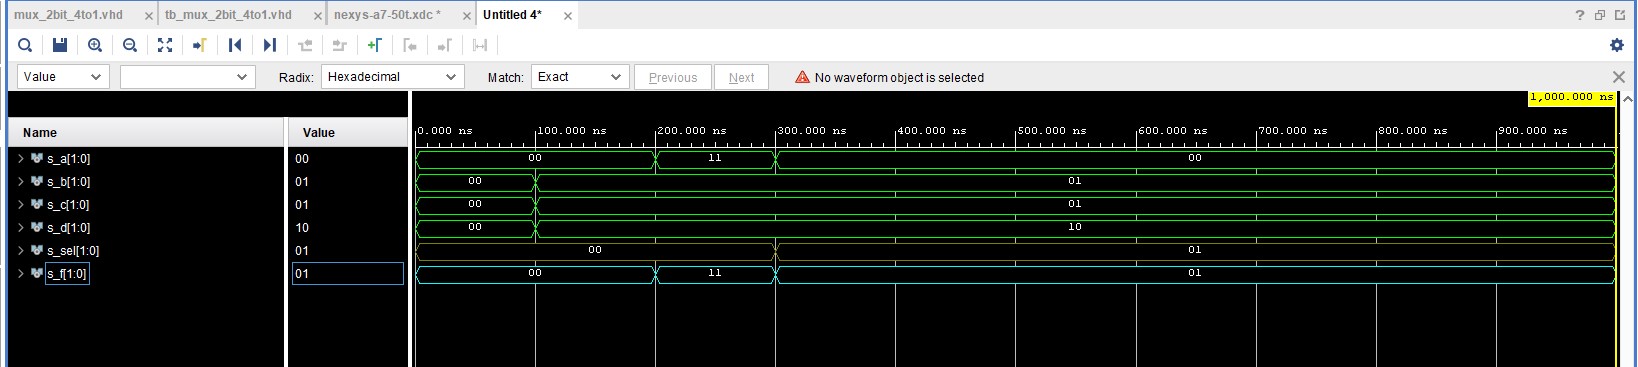 mux_2bit_4to1.vhd × tb_mux_2bit_4to1.vhd × nexys-a7-50t.xdc * × Untitled 4* ×
Value Radix: Hexadecimal Match: Exact Previous Next No waveform object is selected
1,000.000 ns
Name Value 0.000 ns 100.000 ns 200.000 ns 300.000 ns 400.000 ns 500.000 ns 600.000 ns 700.000 ns 800.000 ns 900.000 ns
s_a[1:0] 00 00 11 00
s_b[1:0] 01 00 01
s_c[1:0] 01 00 01
s_d[1:0] 10 00 10
s_sel[1:0] 01 00 01
s_f[1:0] 01 00 11 01